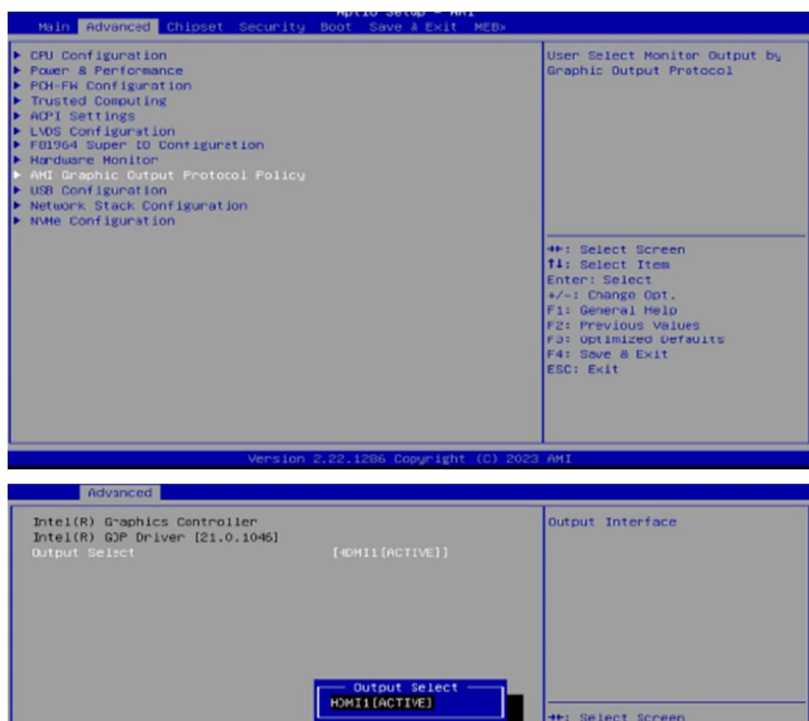 Aptio Setup - AMI
Main Advanced Chipset Security Boot Save & Exit MEBx
CPU Configuration
Power & Performance
PCH-FW Configuration
Trusted Computing
ACPI Settings
LVDS Configuration
F81964 Super IO Configuration
Hardware Monitor
AMI Graphic Output Protocol Policy
USB Configuration
Network Stack Configuration
NVMe Configuration
User Select Monitor Output by
Graphic Output Protocol
→←: Select Screen
↑↓: Select Item
Enter: Select
+/-: Change Opt.
F1: General Help
F2: Previous Values
F3: Optimized Defaults
F4: Save & Exit
ESC: Exit
Version 2.22.1286 Copyright (C) 2023 AMI
Advanced
Intel(R) Graphics Controller
Intel(R) GOP Driver [21.0.1046]
Output Select [HDMI1[ACTIVE]]
Output Interface
Output Select
HDMI1[ACTIVE]
→←: Select Screen